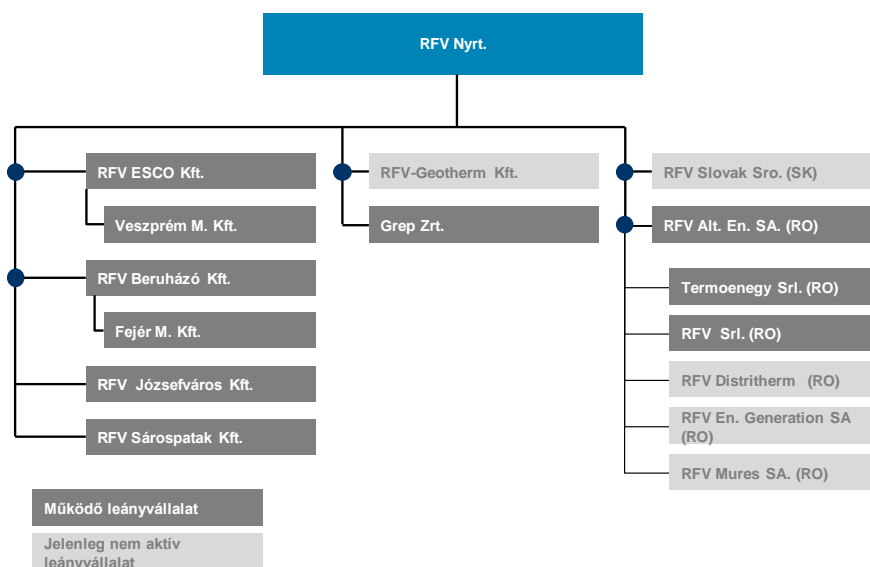 RFV Nyrt.
RFV ESCO Kft.
Veszprém M. Kft.
RFV Beruházó Kft.
Fejér M. Kft.
RFV Józsefváros Kft.
RFV Sárospatak Kft.
RFV-Geotherm Kft.
Grep Zrt.
RFV Slovak Sro. (SK)
RFV Alt. En. SA. (RO)
Termoenegy Srl. (RO)
RFV Srl. (RO)
RFV Distritherm (RO)
RFV En. Generation SA
(RO)
RFV Mures SA. (RO)
Működő leányvállalat
Jelenleg nem aktív
leányvállalat